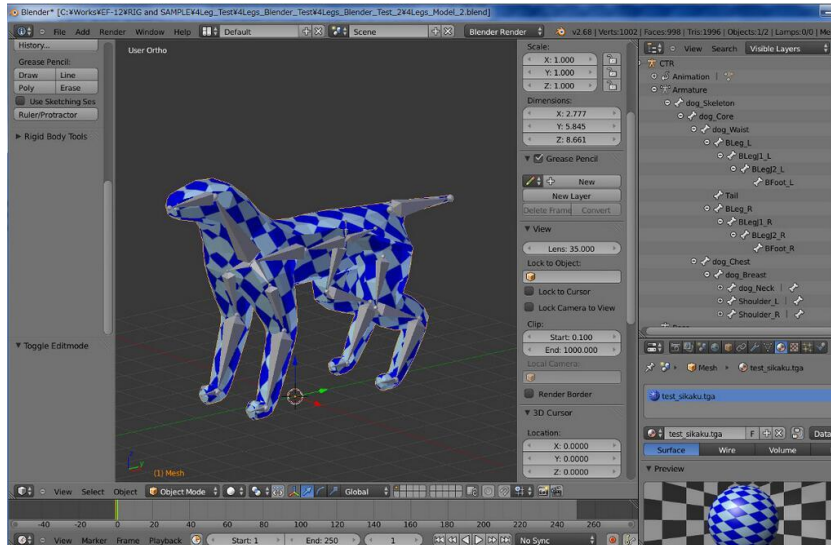 Blender* [C:¥Works¥EF-12¥RIG and SAMPLE¥4Leg_Test¥4Legs_Blender_Test¥4Legs_Blender_Test_2¥4Legs_Model_2.blend]
File Add Render Window Help Default Scene Blender Render v2.68 | Verts:1002 | Faces:998 | Tris:1996 | Objects:1/2 | Lamps:0/0 | Me
History...
Grease Pencil:
Draw Line
Poly Erase
Use Sketching Ses
Ruler/Protractor
Rigid Body Tools
Toggle Editmode
User Ortho
(1) Mesh
Scale:
X: 1.000
Y: 1.000
Z: 1.000
Dimensions:
X: 2.777
Y: 5.845
Z: 8.661
Grease Pencil
New
New Layer
Delete Frame Convert
View
Lens: 35.000
Lock to Object:
Lock to Cursor
Lock Camera to View
Clip:
Start: 0.100
End: 1000.000
Local Camera:
Render Border
3D Cursor
Location:
X: 0.0000
Y: 0.0000
Z: 0.0000
View Search Visible Layers
CTR
Animation
Armature
dog_Skeleton
dog_Core
dog_Waist
BLeg_L
BLegJ1_L
BLegJ2_L
BFoot_L
Tail
BLeg_R
BLegJ1_R
BLegJ2_R
BFoot_R
dog_Chest
dog_Breast
dog_Neck
Shoulder_L
Shoulder_R
Mesh test_sikaku.tga
test_sikaku.tga
test_sikaku.tga F Data
Surface Wire Volume
Preview
View Select Object Object Mode Global
-40 -20 0 20 40 60 80 100 120 140 160 180 200 220 240 260
View Marker Frame Playback Start: 1 End: 250 1 No Sync